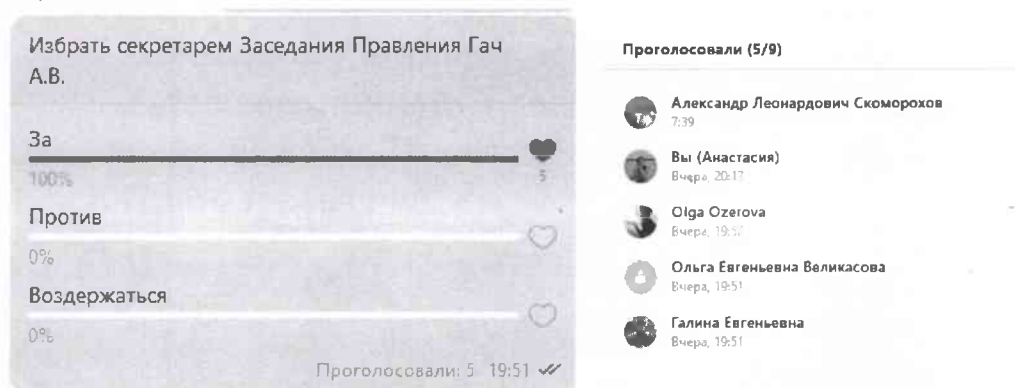 Избрать секретарем Заседания Правления Гач
А.В.
За
100%
5
Против
0%
Воздержаться
0%
Проголосовали: 5 19:51
Проголосовали (5/9)
Александр Леонардович Скоморохов
7:39
Вы (Анастасия)
Вчера, 20:17
Olga Ozerova
Вчера,
Ольга Евгеньевна Великасова
Вчера, 19:51
Галина Евгеньевна
Вчера, 19:51